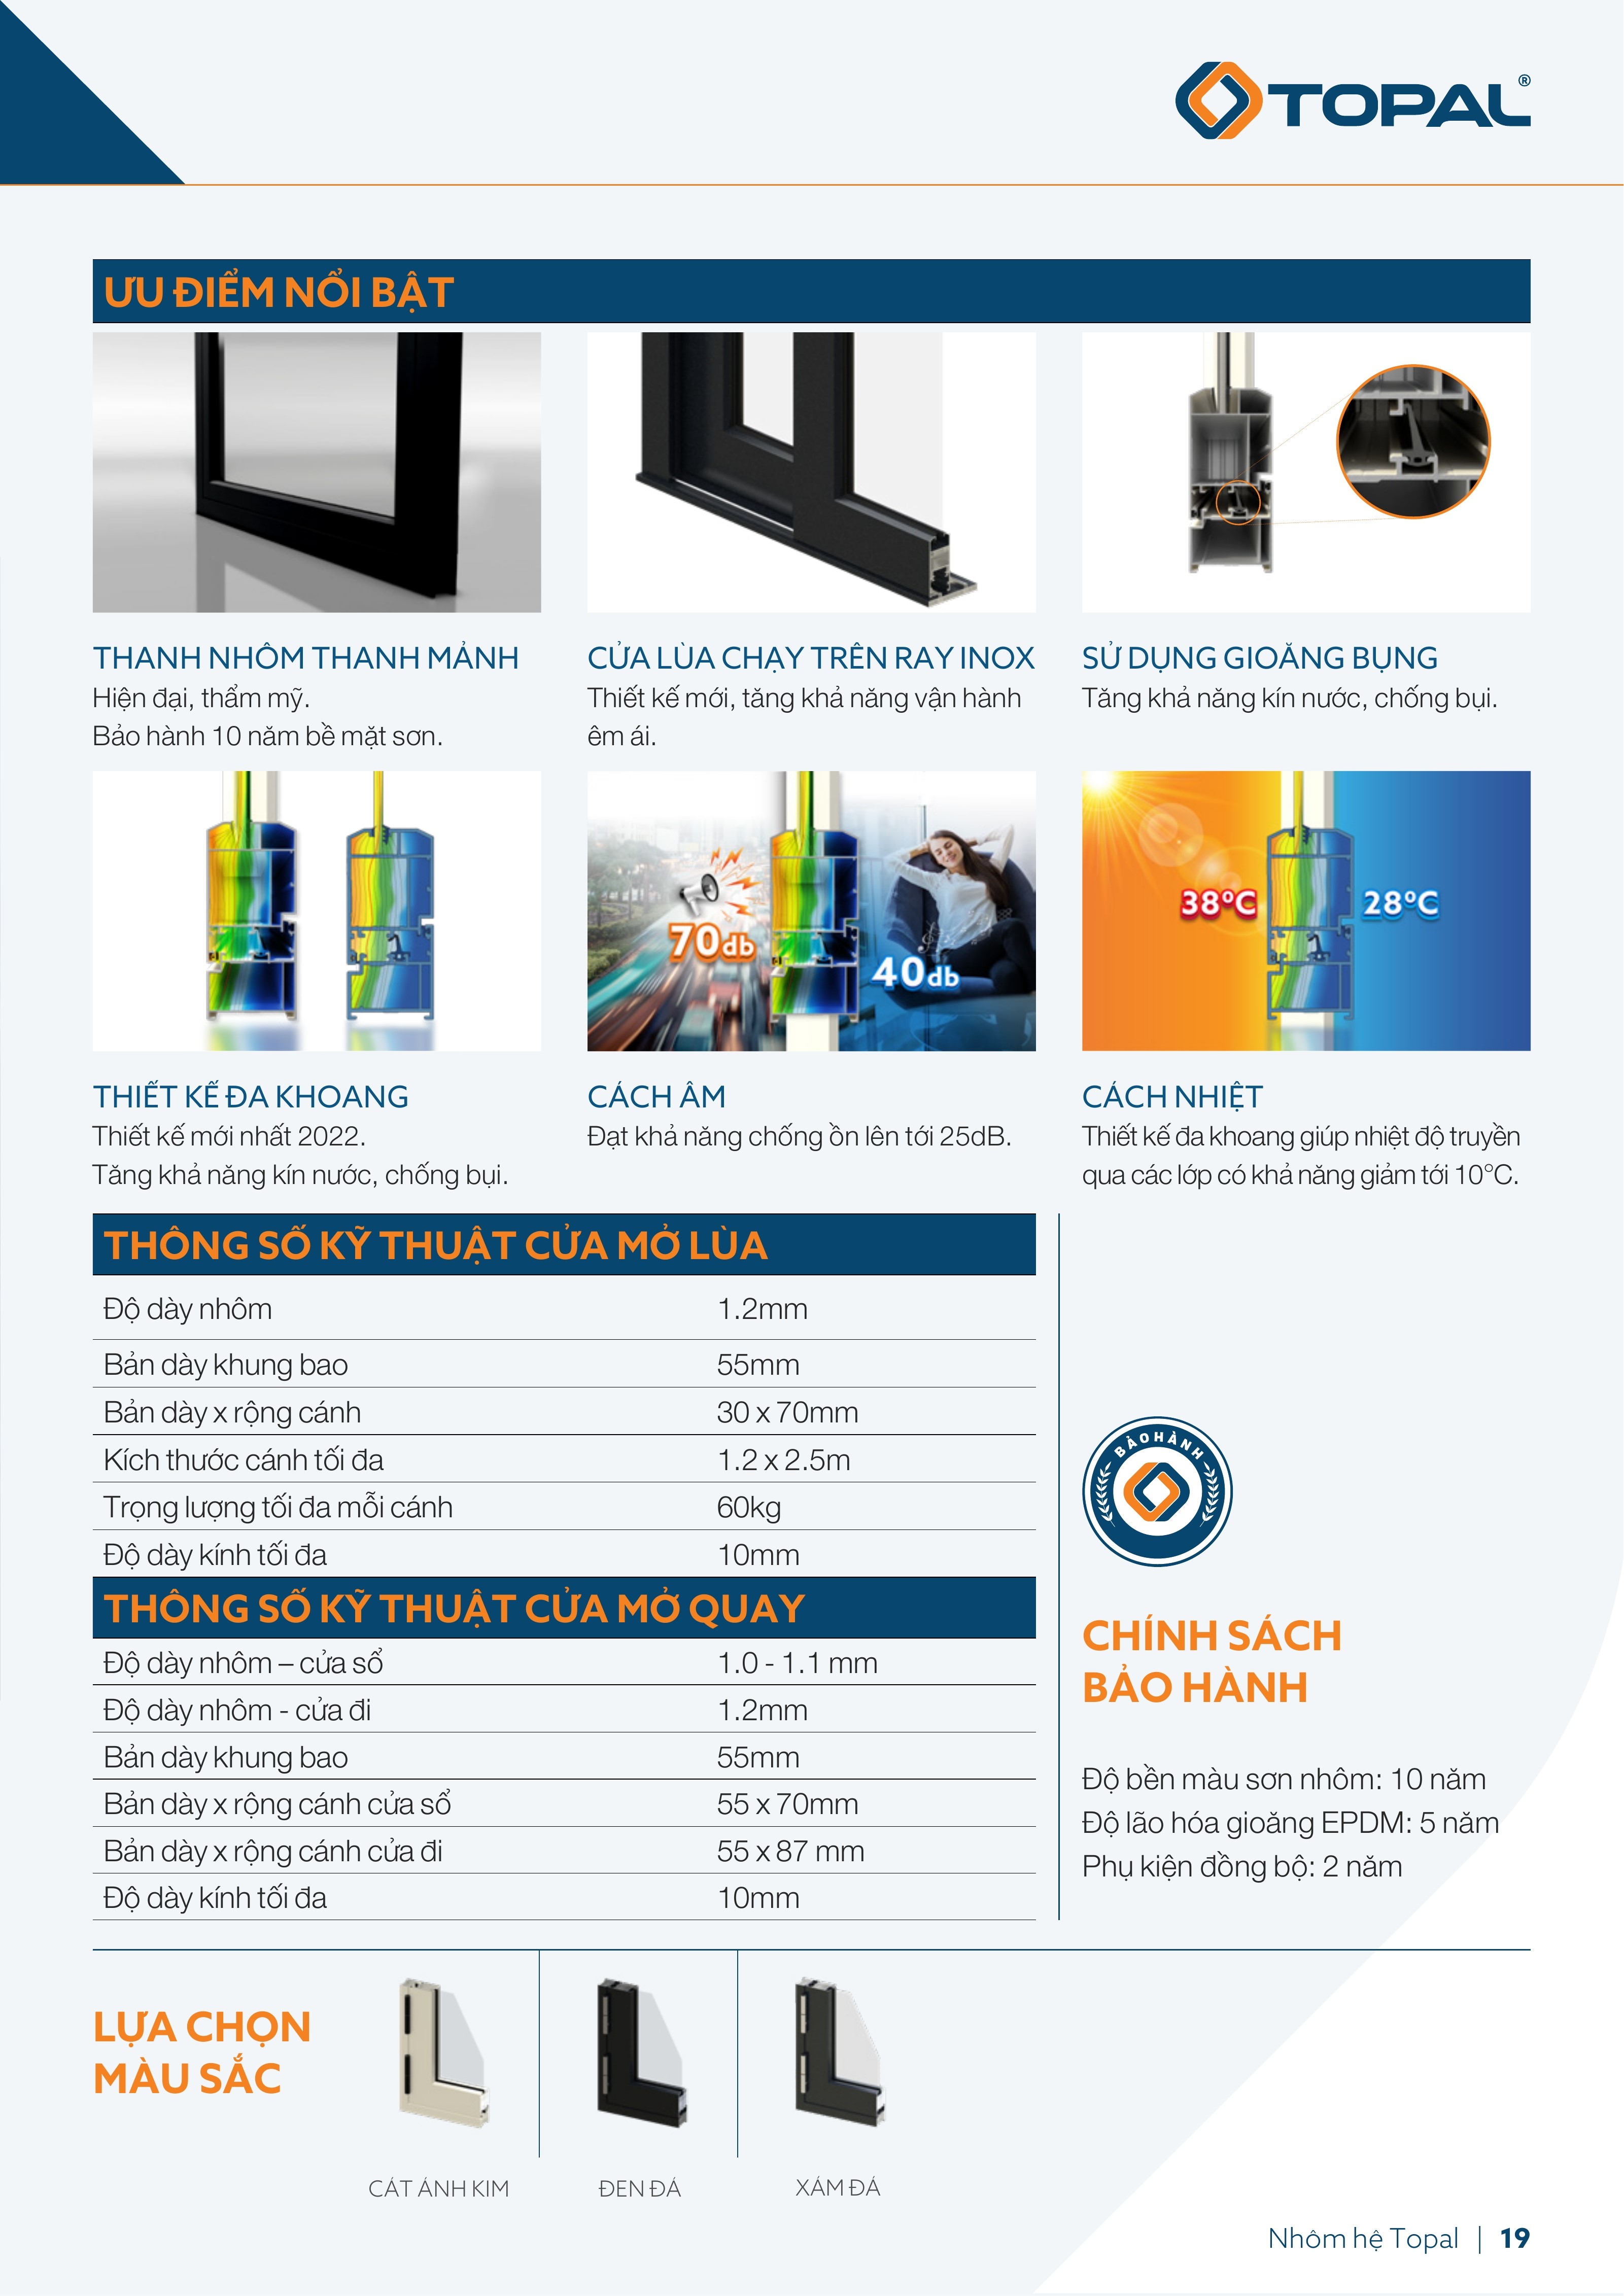 TOPAL®
ƯU ĐIỂM NỔI BẬT
THANH NHÔM THANH MẢNH
Hiện đại, thẩm mỹ.
Bảo hành 10 năm bề mặt sơn.
CỬA LÙA CHẠY TRÊN RAY INOX
Thiết kế mới, tăng khả năng vận hành
êm ái.
SỬ DỤNG GIOĂNG BỤNG
Tăng khả năng kín nước, chống bụi.
70db
40db
38°C
28°C
THIẾT KẾ ĐA KHOANG
Thiết kế mới nhất 2022.
Tăng khả năng kín nước, chống bụi.
CÁCH ÂM
Đạt khả năng chống ồn lên tới 25dB.
CÁCH NHIỆT
Thiết kế đa khoang giúp nhiệt độ truyền
qua các lớp có khả năng giảm tới 10°C.
THÔNG SỐ KỸ THUẬT CỬA MỞ LÙA
Độ dày nhôm 1.2mm
Bản dày khung bao 55mm
Bản dày x rộng cánh 30 x 70mm
Kích thước cánh tối đa 1.2 x 2.5m
Trọng lượng tối đa mỗi cánh 60kg
Độ dày kính tối đa 10mm
THÔNG SỐ KỸ THUẬT CỬA MỞ QUAY
Độ dày nhôm – cửa sổ 1.0 - 1.1 mm
Độ dày nhôm - cửa đi 1.2mm
Bản dày khung bao 55mm
Bản dày x rộng cánh cửa sổ 55 x 70mm
Bản dày x rộng cánh cửa đi 55 x 87 mm
Độ dày kính tối đa 10mm
BẢO HÀNH
CHÍNH SÁCH
BẢO HÀNH
Độ bền màu sơn nhôm: 10 năm
Độ lão hóa gioăng EPDM: 5 năm
Phụ kiện đồng bộ: 2 năm
LỰA CHỌN
MÀU SẮC
CÁT ÁNH KIM
ĐEN ĐÁ
XÁM ĐÁ
Nhôm hệ Topal | 19